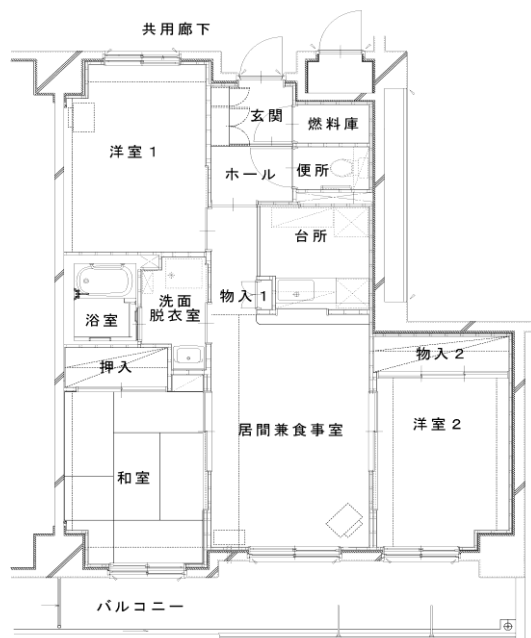 共用廊下
玄関
燃料庫
洋室1
ホール
便所
台所
物入1
洗面
脱衣室
浴室
押入
物入2
洋室2
居間兼食事室
和室
バルコニー